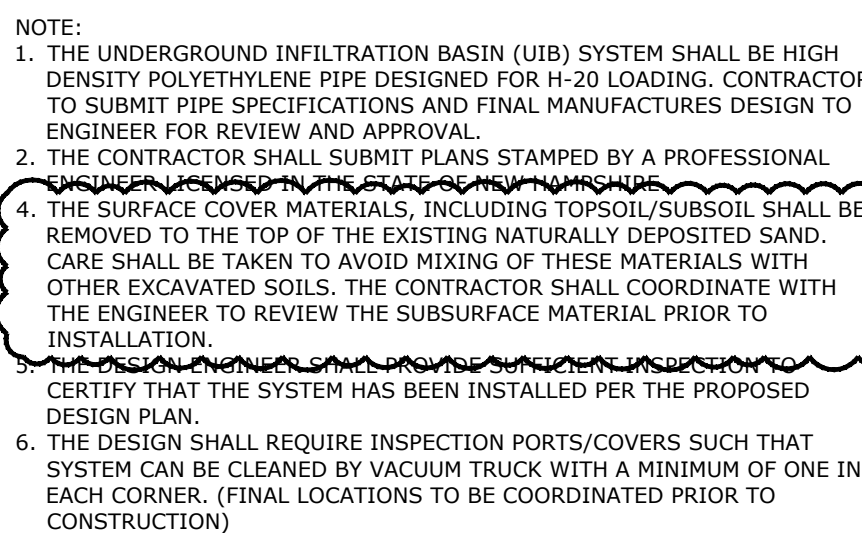 NOTE:
1. THE UNDERGROUND INFILTRATION BASIN (UIB) SYSTEM SHALL BE HIGH
DENSITY POLYETHYLENE PIPE DESIGNED FOR H-20 LOADING. CONTRACTOR
TO SUBMIT PIPE SPECIFICATIONS AND FINAL MANUFACTURES DESIGN TO
ENGINEER FOR REVIEW AND APPROVAL.
2. THE CONTRACTOR SHALL SUBMIT PLANS STAMPED BY A PROFESSIONAL
ENGINEER LICENSED IN THE STATE OF NEW HAMPSHIRE
4. THE SURFACE COVER MATERIALS, INCLUDING TOPSOIL/SUBSOIL SHALL BE
REMOVED TO THE TOP OF THE EXISTING NATURALLY DEPOSITED SAND.
CARE SHALL BE TAKEN TO AVOID MIXING OF THESE MATERIALS WITH
OTHER EXCAVATED SOILS. THE CONTRACTOR SHALL COORDINATE WITH
THE ENGINEER TO REVIEW THE SUBSURFACE MATERIAL PRIOR TO
INSTALLATION.
5. THE DESIGN ENGINEER SHALL PROVIDE SUFFICIENT INSPECTION TO
CERTIFY THAT THE SYSTEM HAS BEEN INSTALLED PER THE PROPOSED
DESIGN PLAN.
6. THE DESIGN SHALL REQUIRE INSPECTION PORTS/COVERS SUCH THAT
SYSTEM CAN BE CLEANED BY VACUUM TRUCK WITH A MINIMUM OF ONE IN
EACH CORNER. (FINAL LOCATIONS TO BE COORDINATED PRIOR TO
CONSTRUCTION)